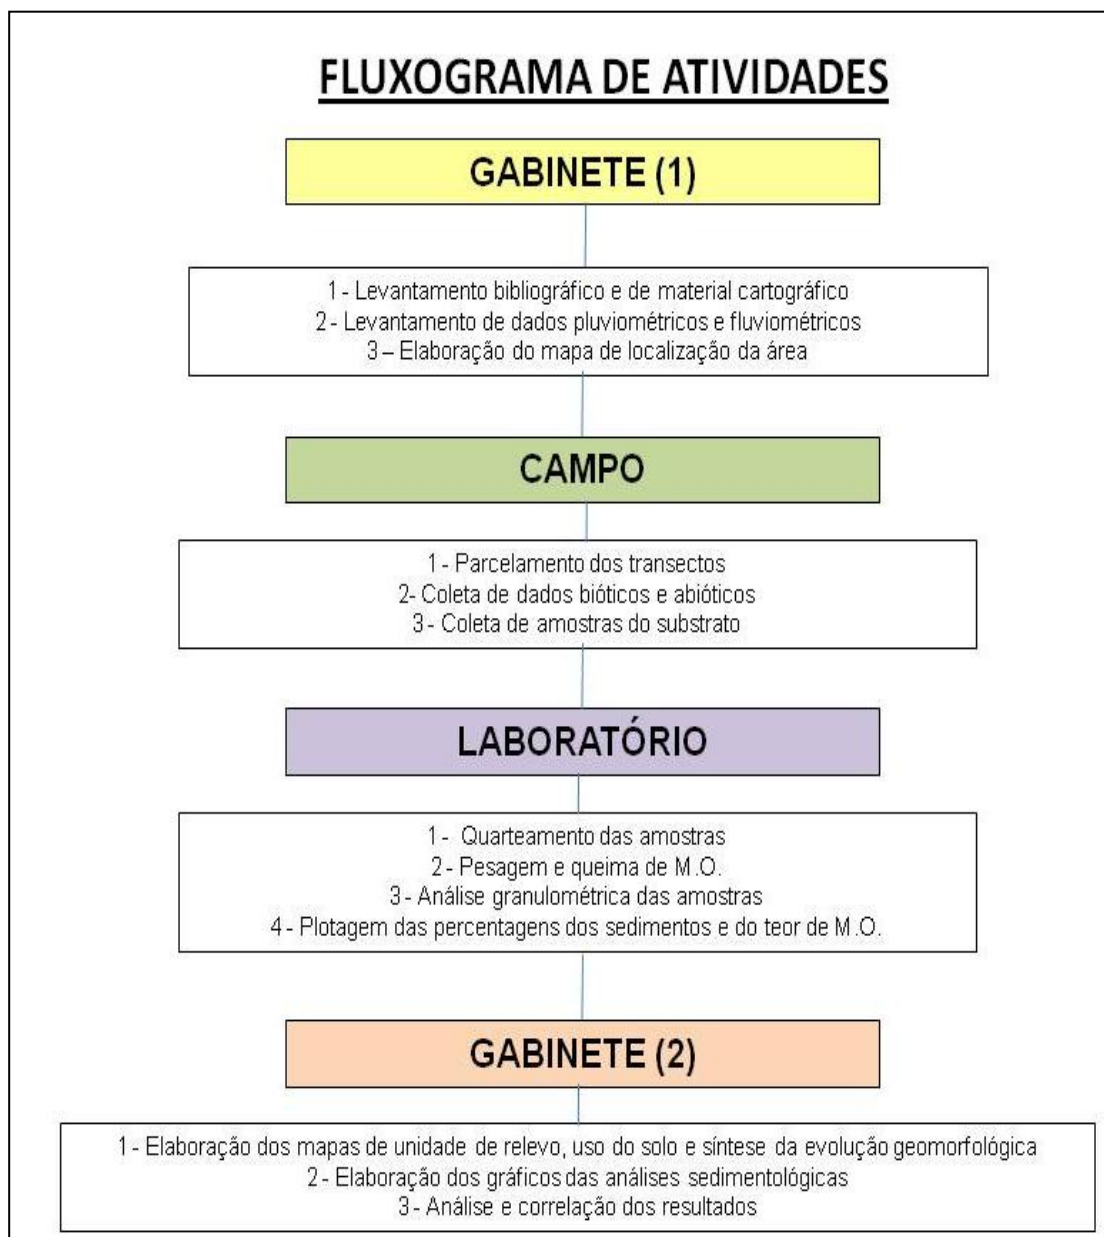 FLUXOGRAMA DE ATIVIDADES
GABINETE (1)
1 - Levantamento bibliográfico e de material cartográfico
2 - Levantamento de dados pluviométricos e fluviométricos
3 – Elaboração do mapa de localização da área
CAMPO
1 - Parcelamento dos transectos
2- Coleta de dados bióticos e abióticos
3 - Coleta de amostras do substrato
LABORATÓRIO
1 - Quarteamento das amostras
2 - Pesagem e queima de M.O.
3 - Análise granulométrica das amostras
4 - Plotagem das percentagens dos sedimentos e do teor de M.O.
GABINETE (2)
1 - Elaboração dos mapas de unidade de relevo, uso do solo e síntese da evolução geomorfológica
2 - Elaboração dos gráficos das análises sedimentológicas
3 - Análise e correlação dos resultados